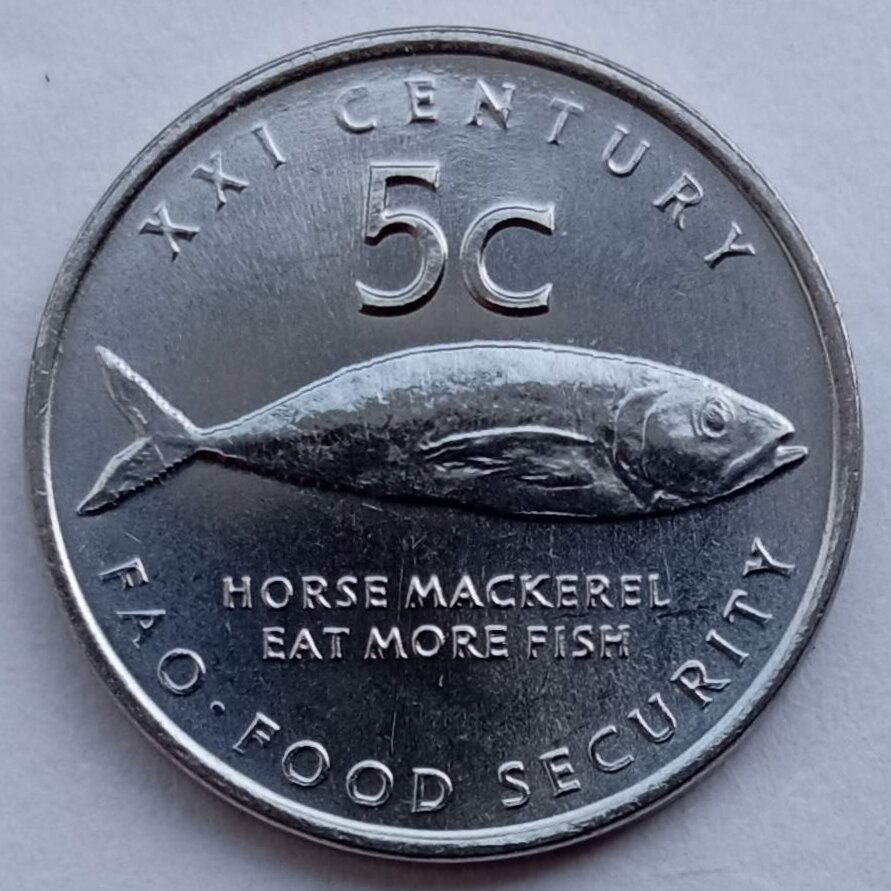 XXI CENTURY
5c
HORSE MACKEREL
EAT MORE FISH
FAO · FOOD SECURITY